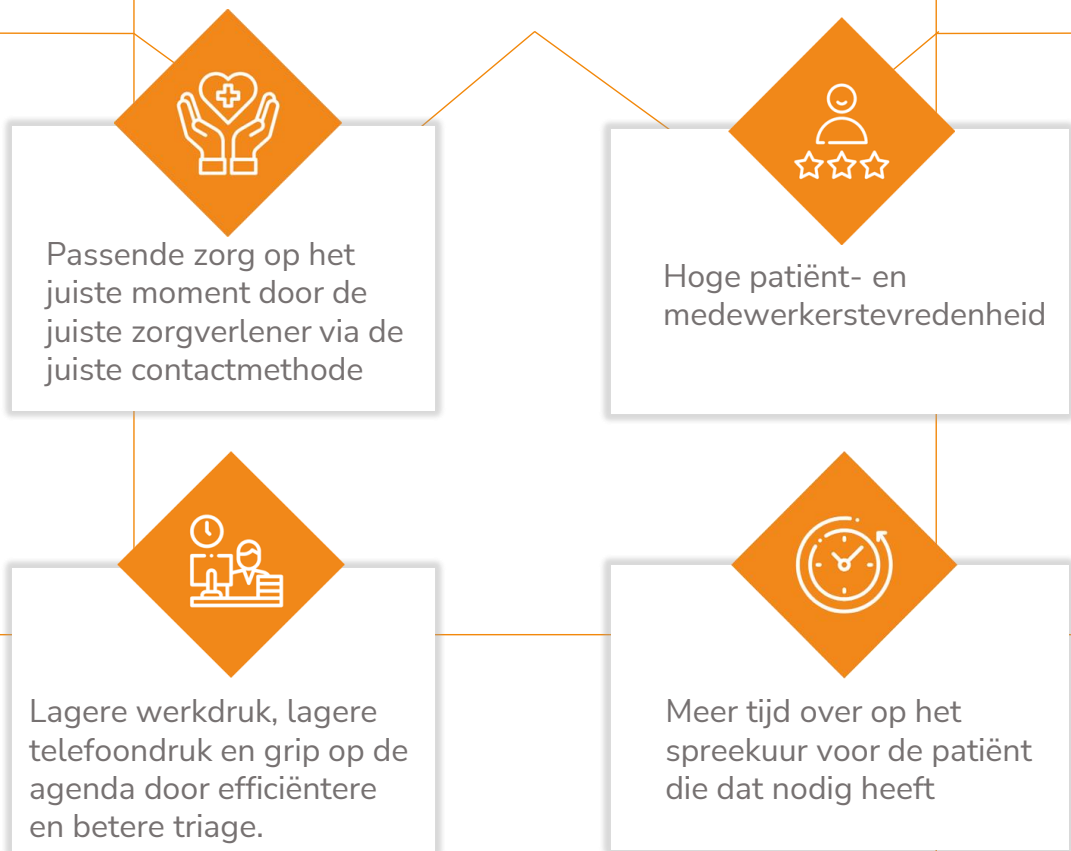 Passende zorg op het
juiste moment door de
juiste zorgverlener via de
juiste contactmethode
Hoge patiënt- en
medewerkerstevredenheid
Lagere werkdruk, lagere
telefoondruk en grip op de
agenda door efficiëntere
en betere triage.
Meer tijd over op het
spreekuur voor de patiënt
die dat nodig heeft